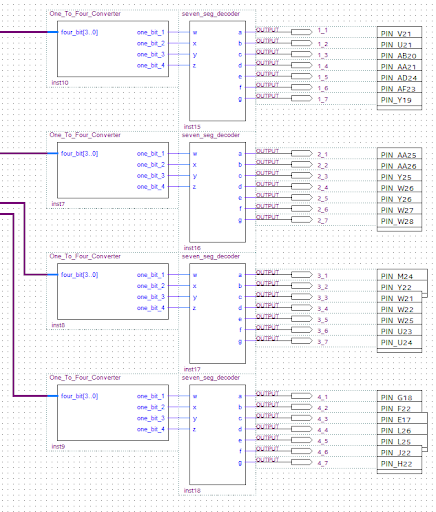 One_To_Four_Converter seven_seg_decoder
four_bit[3..0] one_bit_1 w a OUTPUT 1_1 PIN_V21
one_bit_2 x b OUTPUT 1_2 PIN_U21
one_bit_3 y c OUTPUT 1_3 PIN_AB20
one_bit_4 z d OUTPUT 1_4 PIN_AA21
e OUTPUT 1_5 PIN_AD24
f OUTPUT 1_6 PIN_AF23
g OUTPUT 1_7 PIN_Y19
inst10
inst15
One_To_Four_Converter seven_seg_decoder
four_bit[3..0] one_bit_1 w a OUTPUT 2_1 PIN_AA25
one_bit_2 x b OUTPUT 2_2 PIN_AA26
one_bit_3 y c OUTPUT 2_3 PIN_Y25
one_bit_4 z d OUTPUT 2_4 PIN_W26
e OUTPUT 2_5 PIN_Y26
f OUTPUT 2_6 PIN_W27
g OUTPUT 2_7 PIN_W28
inst7
inst16
One_To_Four_Converter seven_seg_decoder
four_bit[3..0] one_bit_1 w a OUTPUT 3_1 PIN_M24
one_bit_2 x b OUTPUT 3_2 PIN_Y22
one_bit_3 y c OUTPUT 3_3 PIN_W21
one_bit_4 z d OUTPUT 3_4 PIN_W22
e OUTPUT 3_5 PIN_W25
f OUTPUT 3_6 PIN_U23
g OUTPUT 3_7 PIN_U24
inst8
inst17
One_To_Four_Converter seven_seg_decoder
four_bit[3..0] one_bit_1 w a OUTPUT 4_1 PIN_G18
one_bit_2 x b OUTPUT 4_2 PIN_F22
one_bit_3 y c OUTPUT 4_3 PIN_E17
one_bit_4 z d OUTPUT 4_4 PIN_L26
e OUTPUT 4_5 PIN_L25
f OUTPUT 4_6 PIN_J22
g OUTPUT 4_7 PIN_H22
inst9
inst18